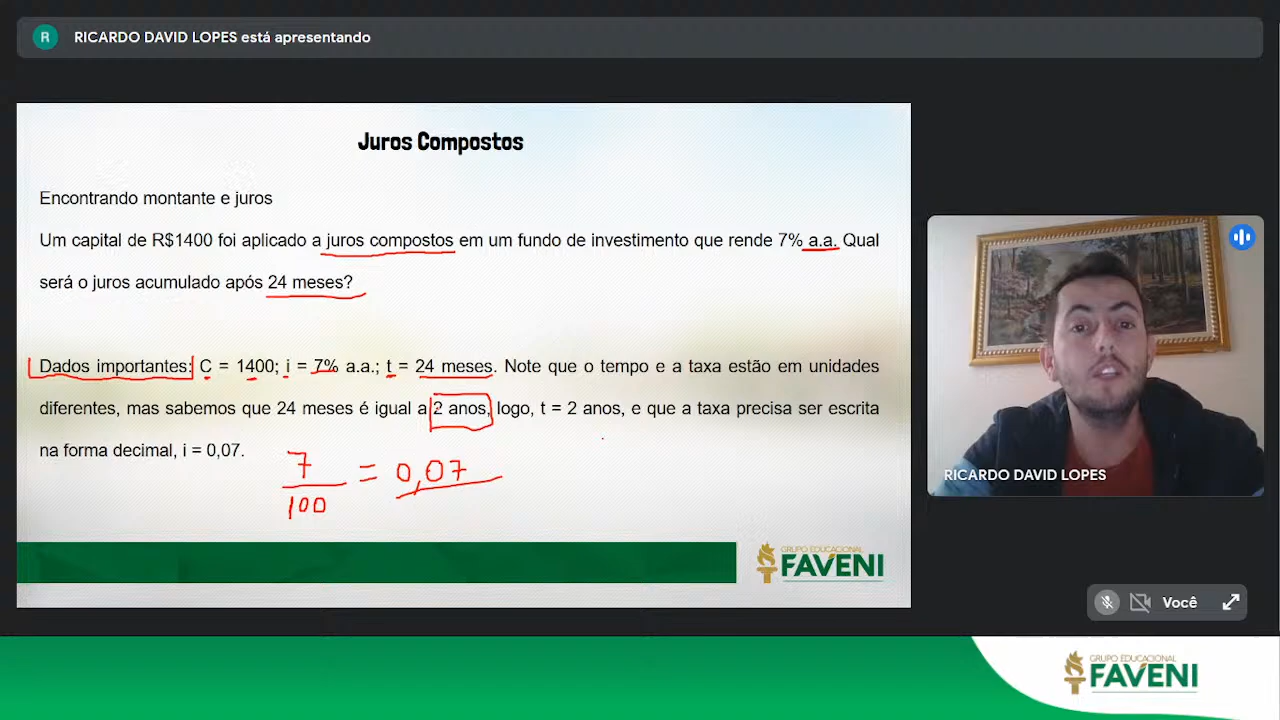 R RICARDO DAVID LOPES está apresentando
Juros Compostos
Encontrando montante e juros
Um capital de R$1400 foi aplicado a juros compostos em um fundo de investimento que rende 7% a.a. Qual
será o juros acumulado após 24 meses?
Dados importantes: C = 1400; i = 7% a.a.; t = 24 meses. Note que o tempo e a taxa estão em unidades
diferentes, mas sabemos que 24 meses é igual a 2 anos, logo, t = 2 anos, e que a taxa precisa ser escrita
na forma decimal, i = 0,07.
7
= 0,07
100
GRUPO EDUCACIONAL
FAVENI
RICARDO DAVID LOPES
Você
GRUPO EDUCACIONAL
FAVENI